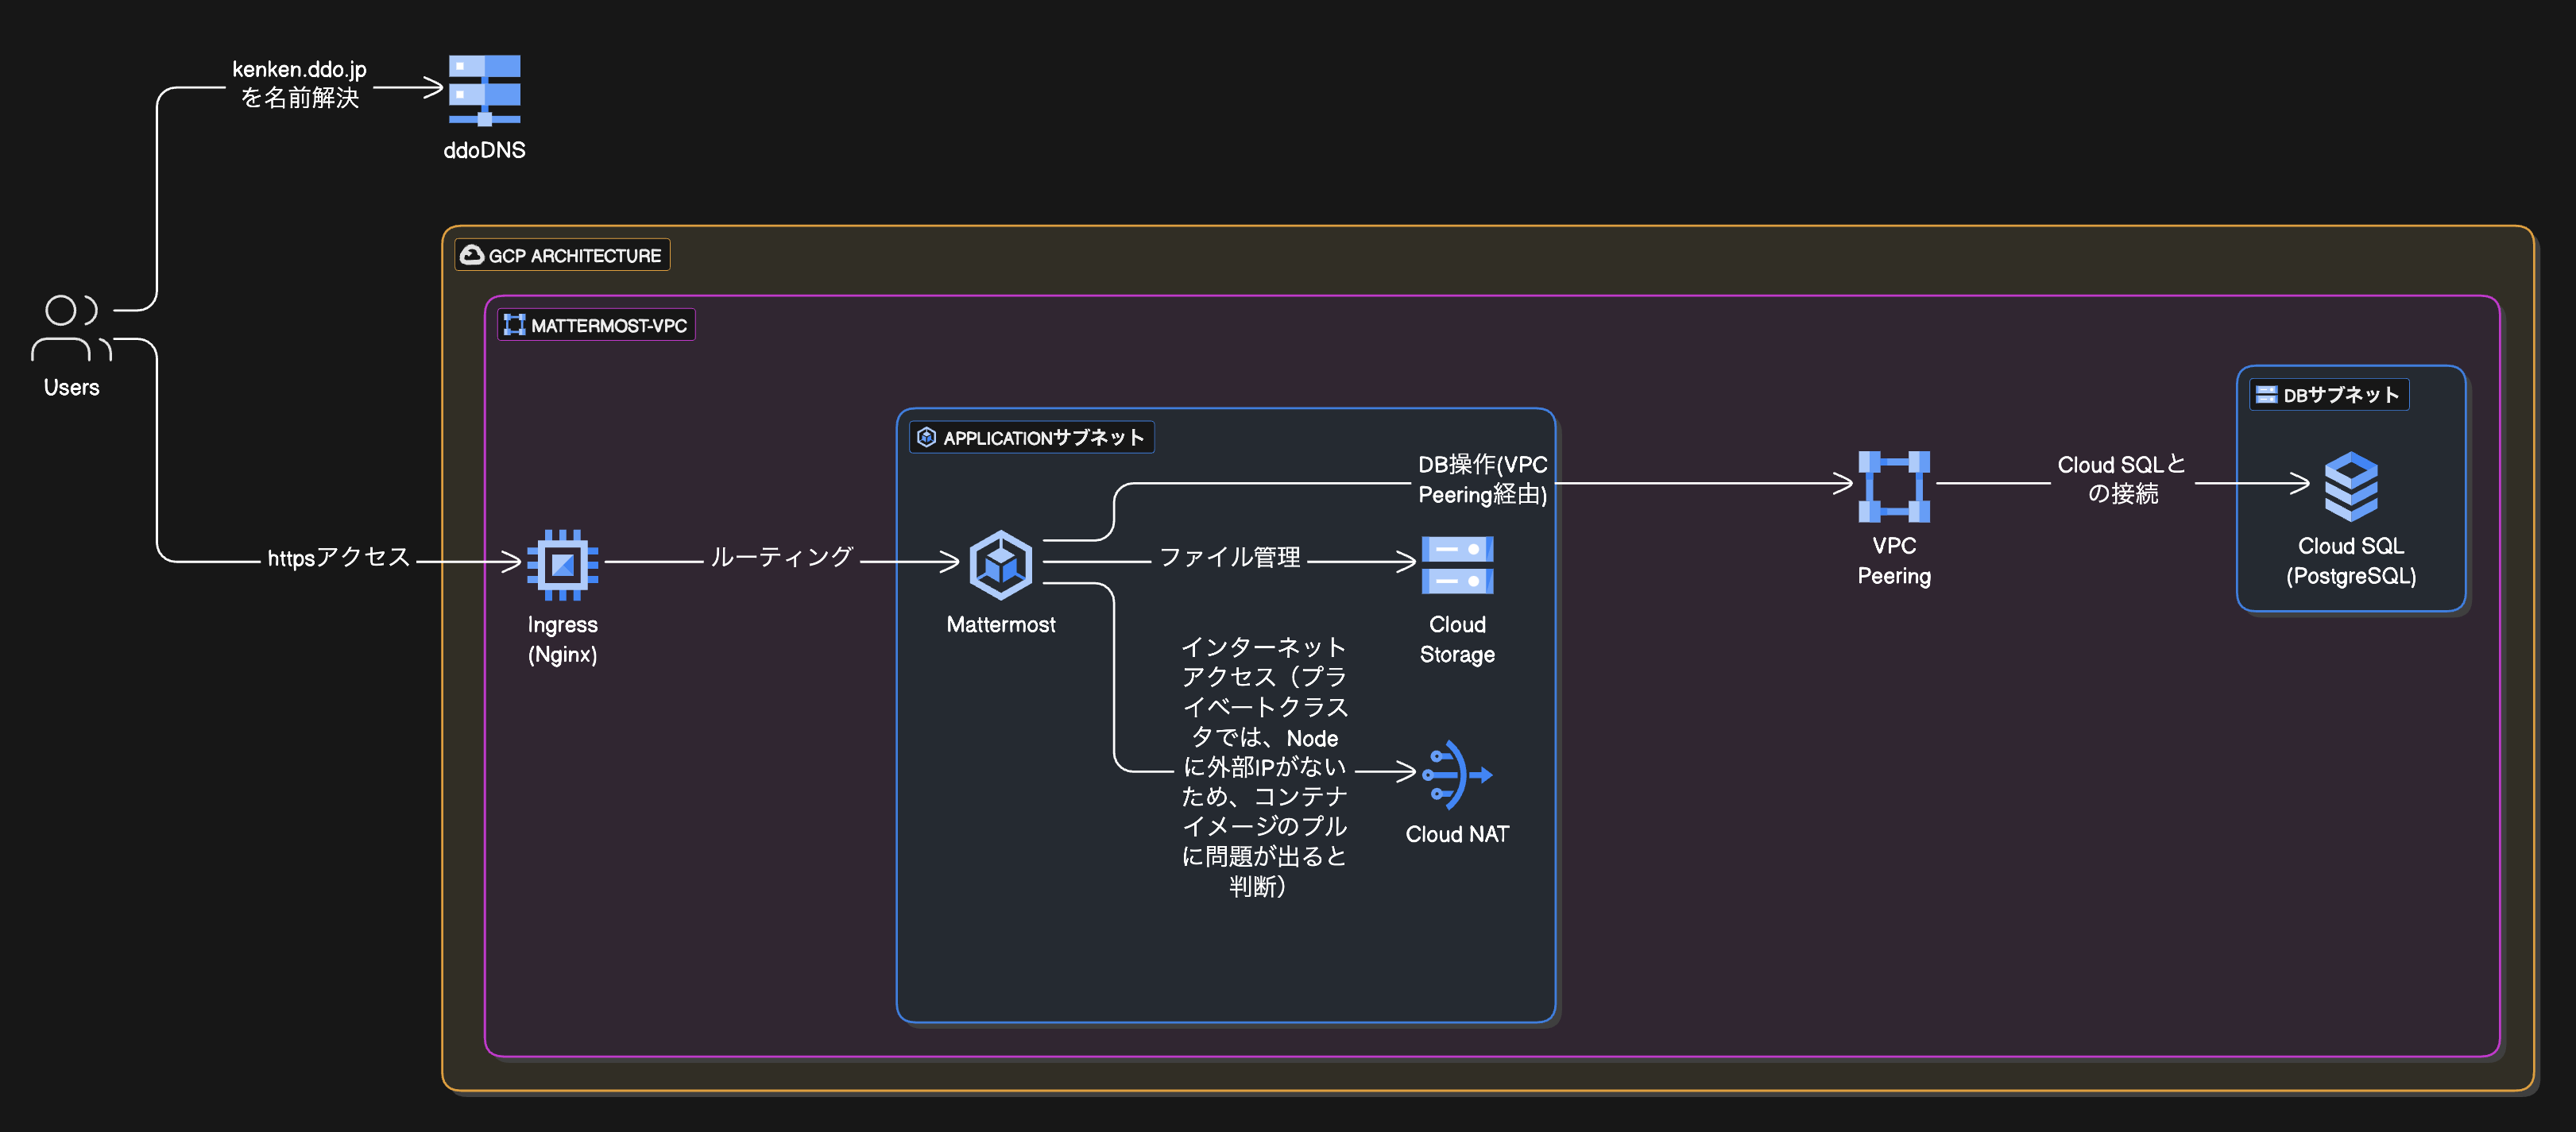 kenken.ddo.jp
を名前解決
ddoDNS
Users
GCP ARCHITECTURE
MATTERMOST-VPC
httpsアクセス
Ingress
(Nginx)
ルーティング
APPLICATIONサブネット
Mattermost
DB操作(VPC
Peering経由)
ファイル管理
Cloud
Storage
インターネット
アクセス（プラ
イベートクラス
タでは、Node
に外部IPがない
ため、コンテナ
イメージのプル
に問題が出ると
判断）
Cloud NAT
VPC
Peering
Cloud SQLと
の接続
DBサブネット
Cloud SQL
(PostgreSQL)